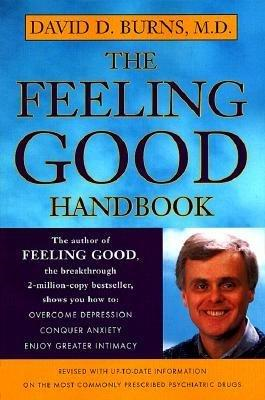 DAVID D. BURNS, M.D.
THE
FEELING
GOOD
HANDBOOK
The author of
FEELING GOOD,
the breakthrough
2-million-copy bestseller,
shows you how to:
OVERCOME DEPRESSION
CONQUER ANXIETY
ENJOY GREATER INTIMACY
REVISED WITH UP-TO-DATE INFORMATION
ON THE MOST COMMONLY PRESCRIBED PSYCHIATRIC DRUGS